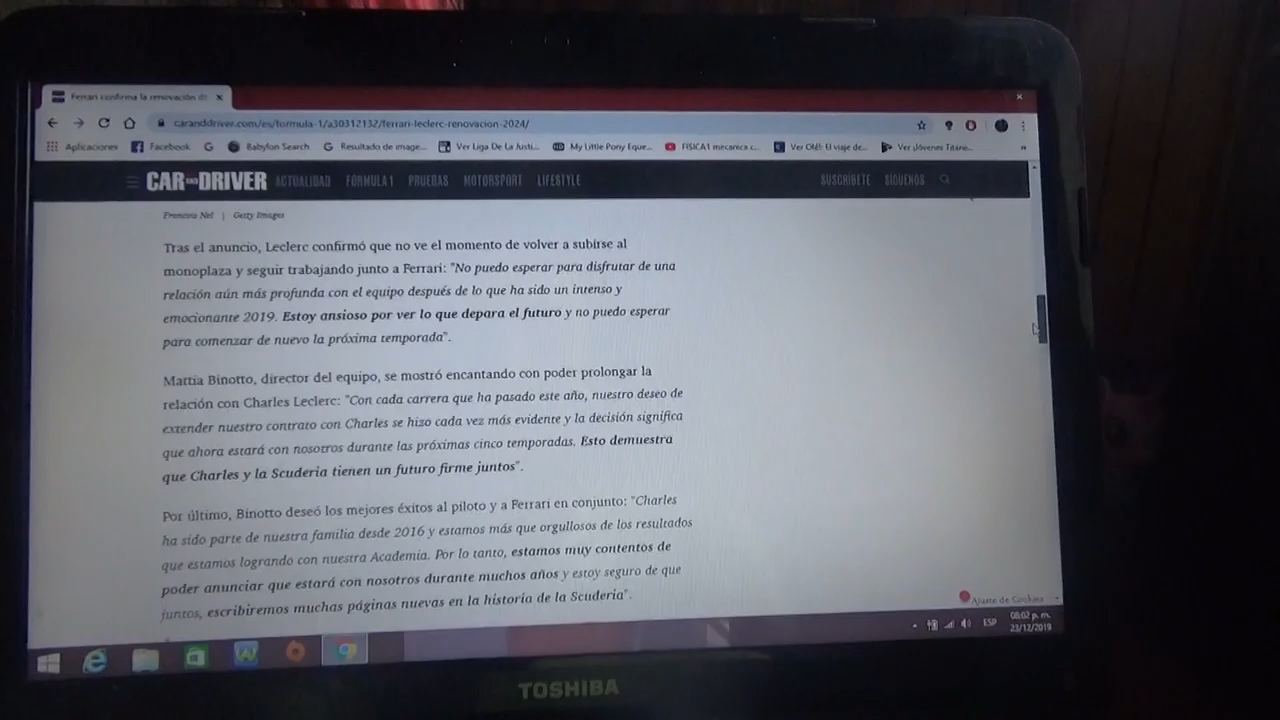 Ferrari confirma la renovación de
caranddriver.com/es/formula-1/a30312132/ferrari-leclerc-renovacion-2024/
Aplicaciones Facebook Babylon Search Resultado de image... Ver Liga De La Justi... My Little Pony Eque... FISICA1 mecanica c... Ver Olé!: El viaje de... Ver Jóvenes Titane... »
CAR AND DRIVER ACTUALIDAD FORMULA 1 PRUEBAS MOTORSPORT LIFESTYLE SUSCRÍBETE SÍGUENOS
Francois Nel | Getty Images
Tras el anuncio, Leclerc confirmó que no ve el momento de volver a subirse al
monoplaza y seguir trabajando junto a Ferrari: "No puedo esperar para disfrutar de una
relación aún más profunda con el equipo después de lo que ha sido un intenso y
emocionante 2019. Estoy ansioso por ver lo que depara el futuro y no puedo esperar
para comenzar de nuevo la próxima temporada".
Mattia Binotto, director del equipo, se mostró encantando con poder prolongar la
relación con Charles Leclerc: "Con cada carrera que ha pasado este año, nuestro deseo de
extender nuestro contrato con Charles se hizo cada vez más evidente y la decisión significa
que ahora estará con nosotros durante las próximas cinco temporadas. Esto demuestra
que Charles y la Scuderia tienen un futuro firme juntos".
Por último, Binotto deseó los mejores éxitos al piloto y a Ferrari en conjunto: "Charles
ha sido parte de nuestra familia desde 2016 y estamos más que orgullosos de los resultados
que estamos logrando con nuestra Academia. Por lo tanto, estamos muy contentos de
poder anunciar que estará con nosotros durante muchos años y estoy seguro de que
juntos, escribiremos muchas páginas nuevas en la historia de la Scuderia".
Ajuste de Cookies
ESP 08:02 p. m.
23/12/2019
TOSHIBA